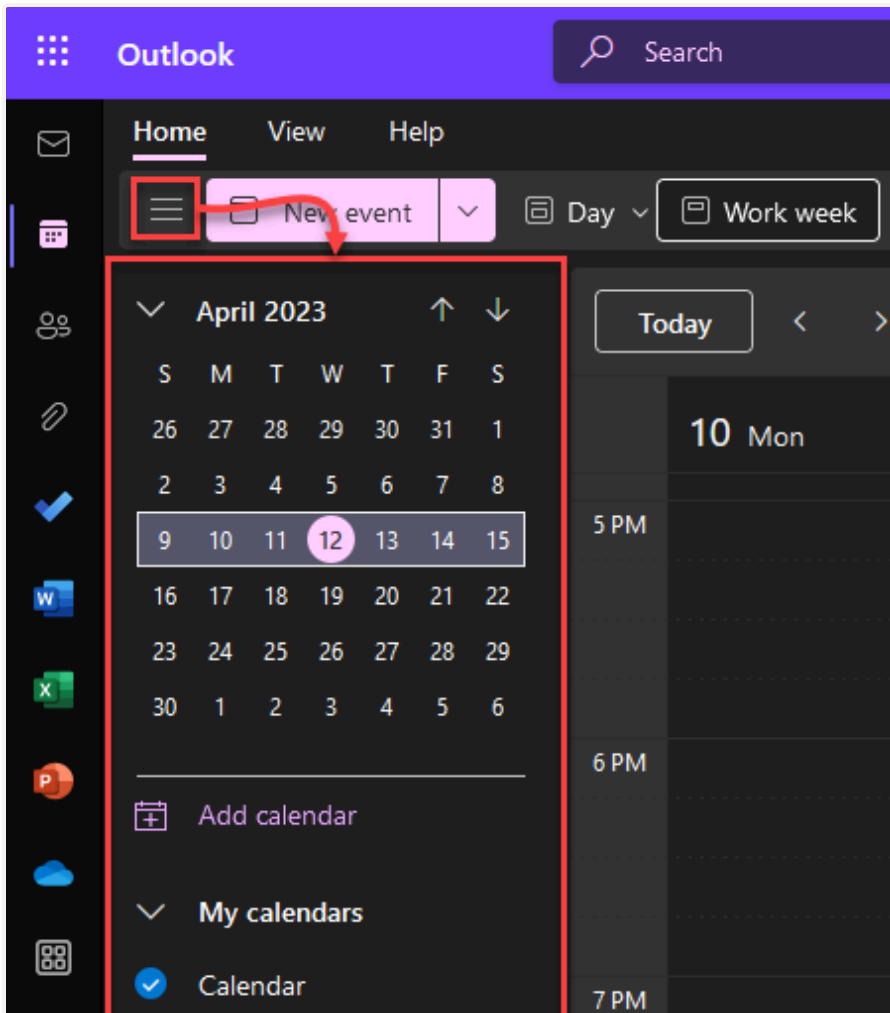 Outlook
Search
Home View Help
New event Day Work week
April 2023
S M T W T F S
26 27 28 29 30 31 1
2 3 4 5 6 7 8
9 10 11 12 13 14 15
16 17 18 19 20 21 22
23 24 25 26 27 28 29
30 1 2 3 4 5 6
Add calendar
My calendars
Calendar
Today
10 Mon
5 PM
6 PM
7 PM
W
X
P